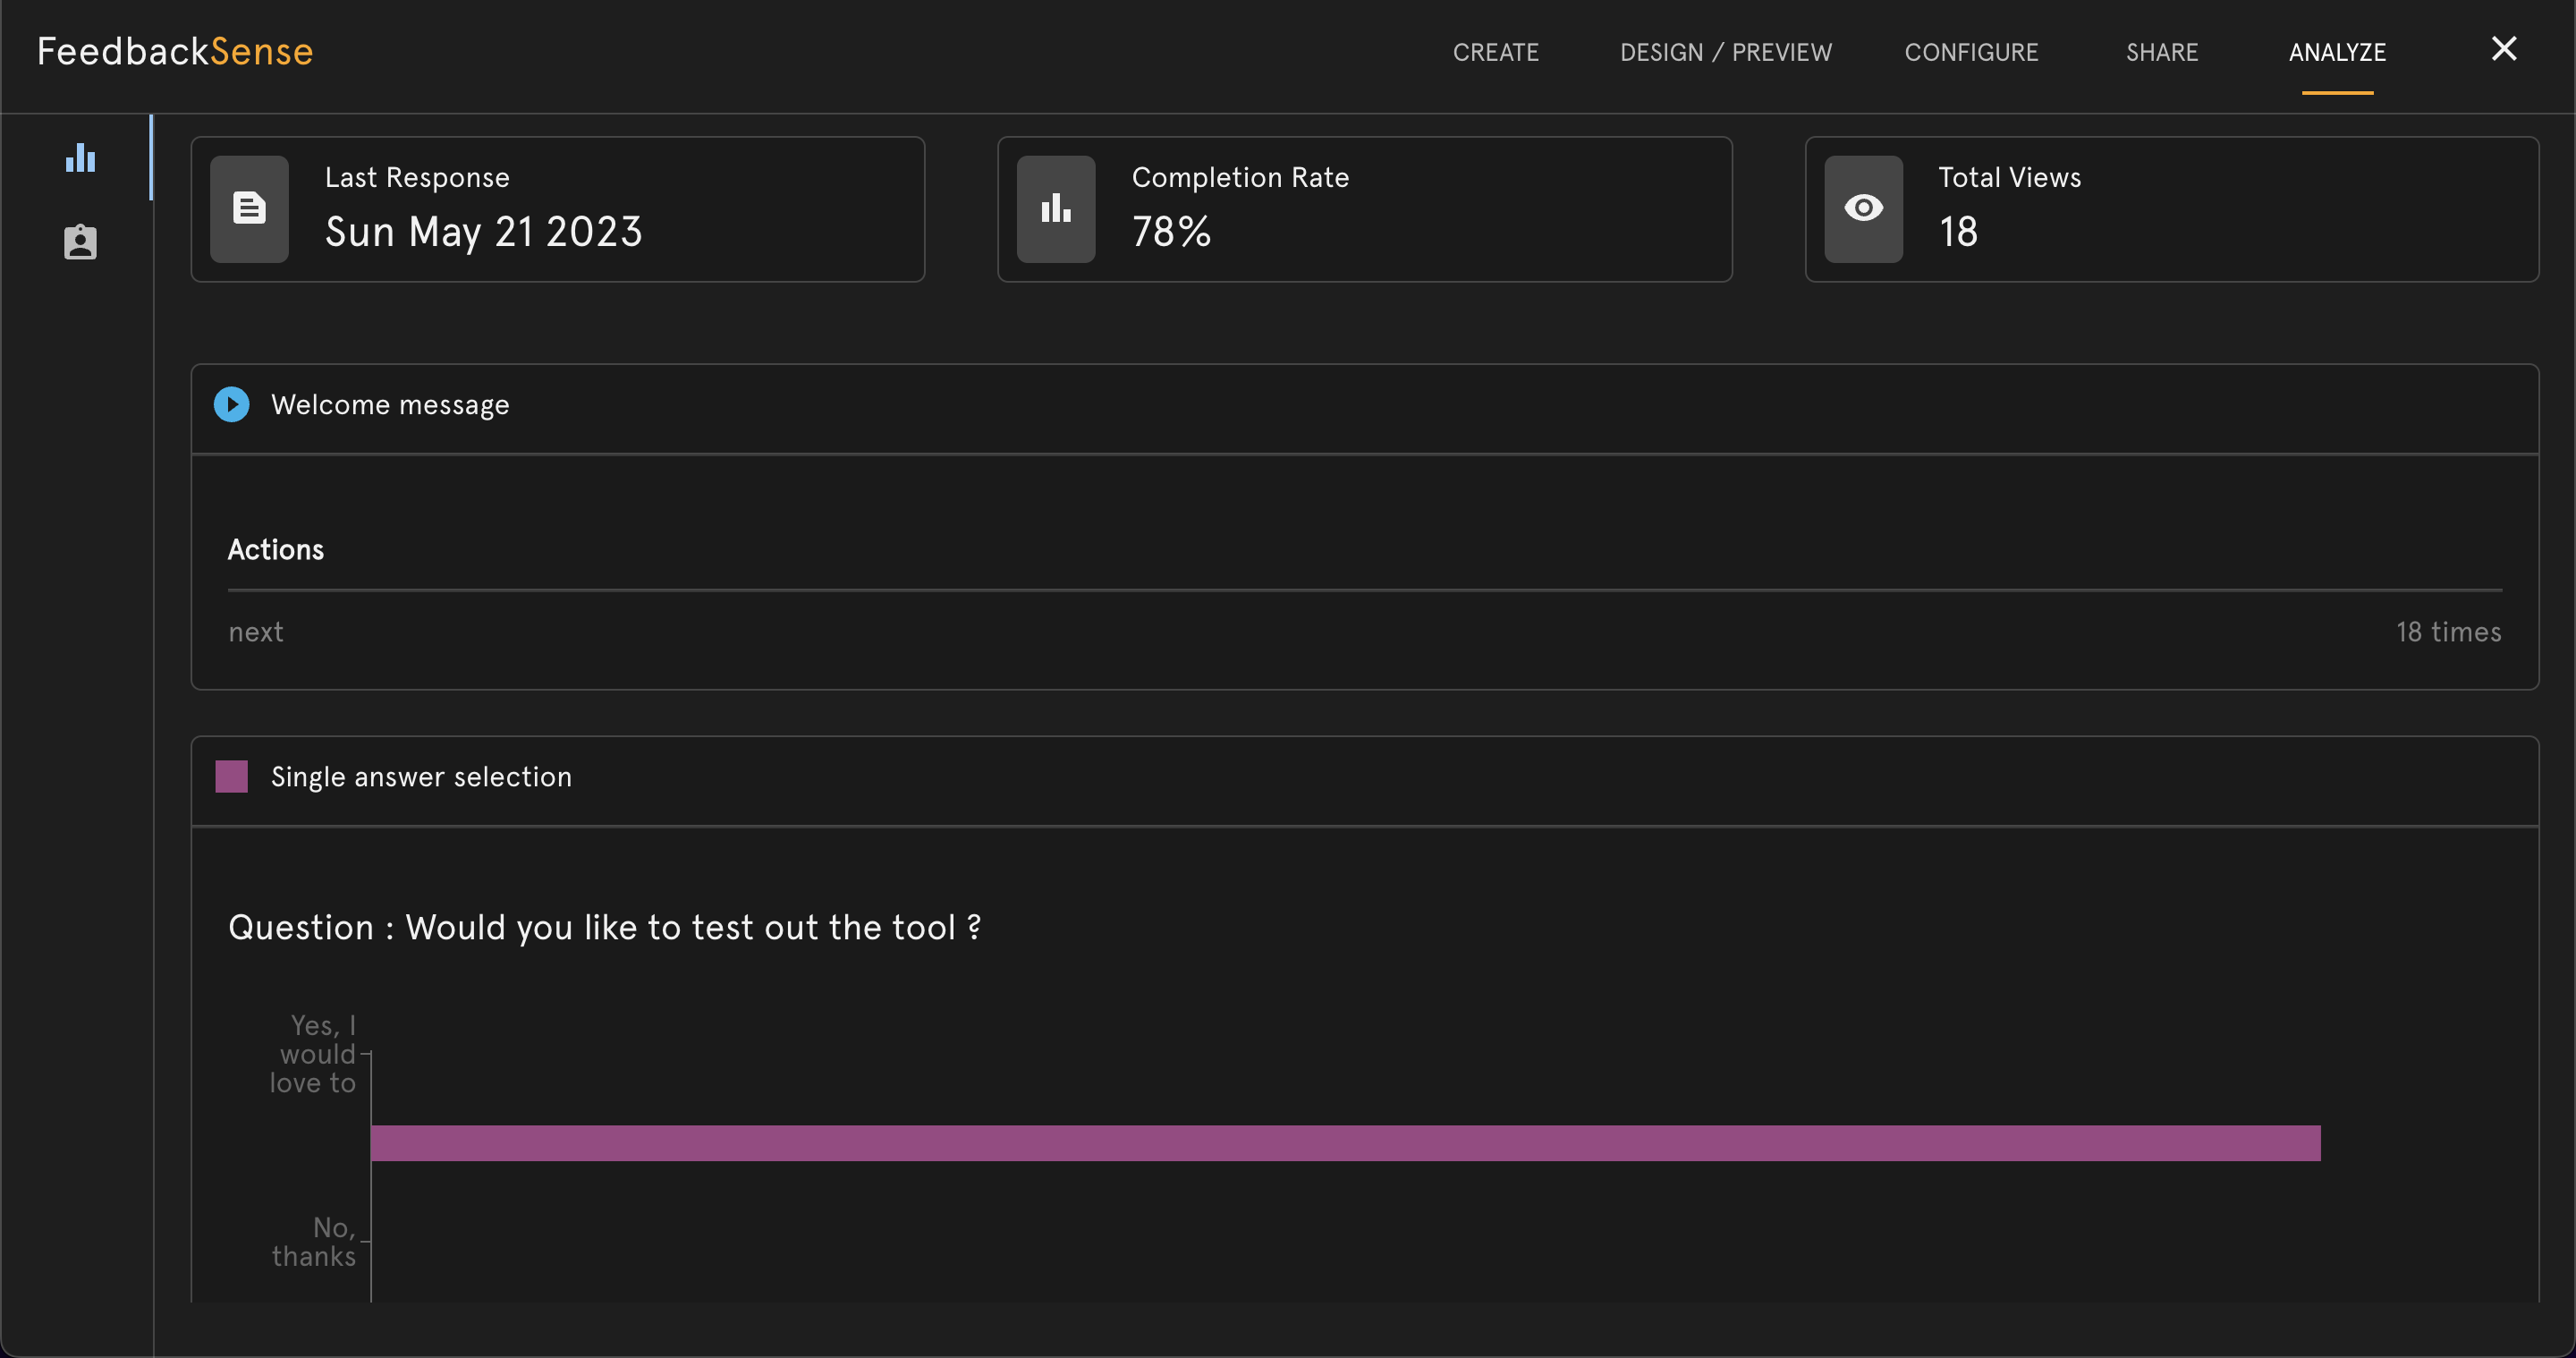 FeedbackSense
CREATE
DESIGN / PREVIEW
CONFIGURE
SHARE
ANALYZE
Last Response
Sun May 21 2023
Completion Rate
78%
Total Views
18
Welcome message
Actions
next
18 times
Single answer selection
Question : Would you like to test out the tool ?
Yes, I
would
love to
No,
thanks